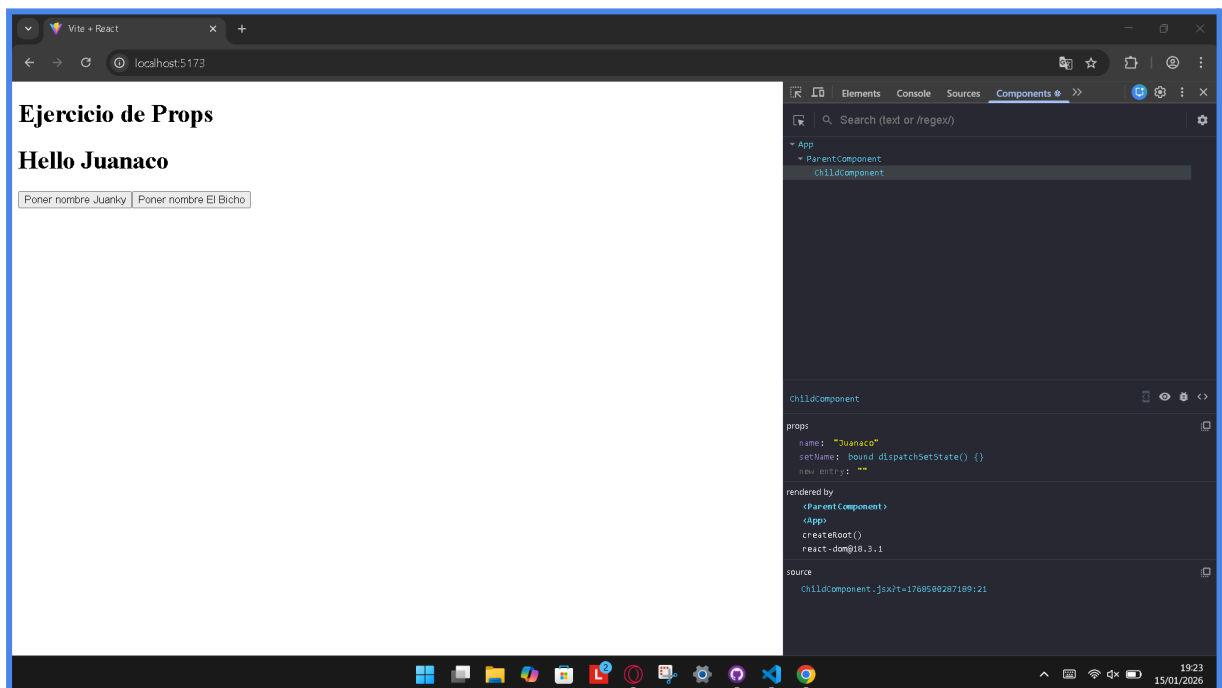 Vite + React
localhost:5173
Ejercicio de Props
Hello Juanaco
Poner nombre Juanky Poner nombre El Bicho
Elements Console Sources Components
Search (text or /regex/)
App
ParentComponent
ChildComponent
ChildComponent
props
name: "Juanaco"
setName: bound dispatchSetState() {}
new entry: ""
rendered by
<ParentComponent>
<App>
createRoot()
react-dom@18.3.1
source
ChildComponent.jsx?t=1768500287189:21
L 2
19:23
15/01/2026